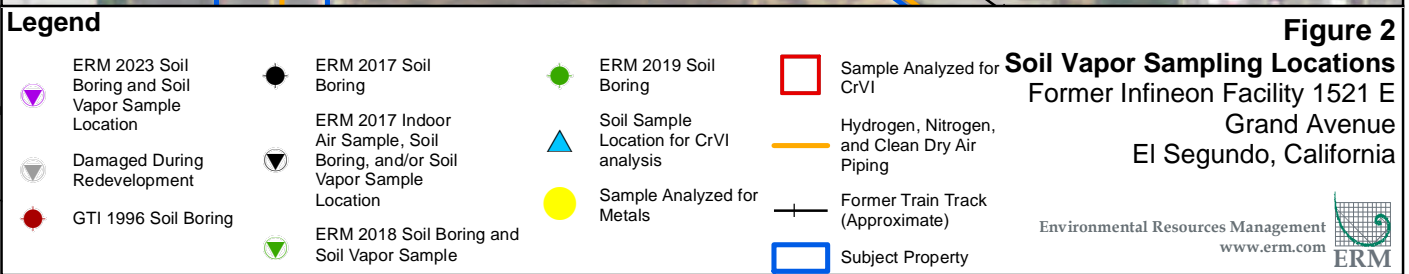 Legend
ERM 2023 Soil
Boring and Soil
Vapor Sample
Location
Damaged During
Redevelopment
GTI 1996 Soil Boring
ERM 2017 Soil
Boring
ERM 2017 Indoor
Air Sample, Soil
Boring, and/or Soil
Vapor Sample
Location
ERM 2018 Soil Boring and
Soil Vapor Sample
ERM 2019 Soil
Boring
Soil Sample
Location for CrVI
analysis
Sample Analyzed for
Metals
Sample Analyzed for
CrVI
Hydrogen, Nitrogen,
and Clean Dry Air
Piping
Former Train Track
(Approximate)
Subject Property
Figure 2
Soil Vapor Sampling Locations
Former Infineon Facility 1521 E
Grand Avenue
El Segundo, California
Environmental Resources Management
www.erm.com
ERM